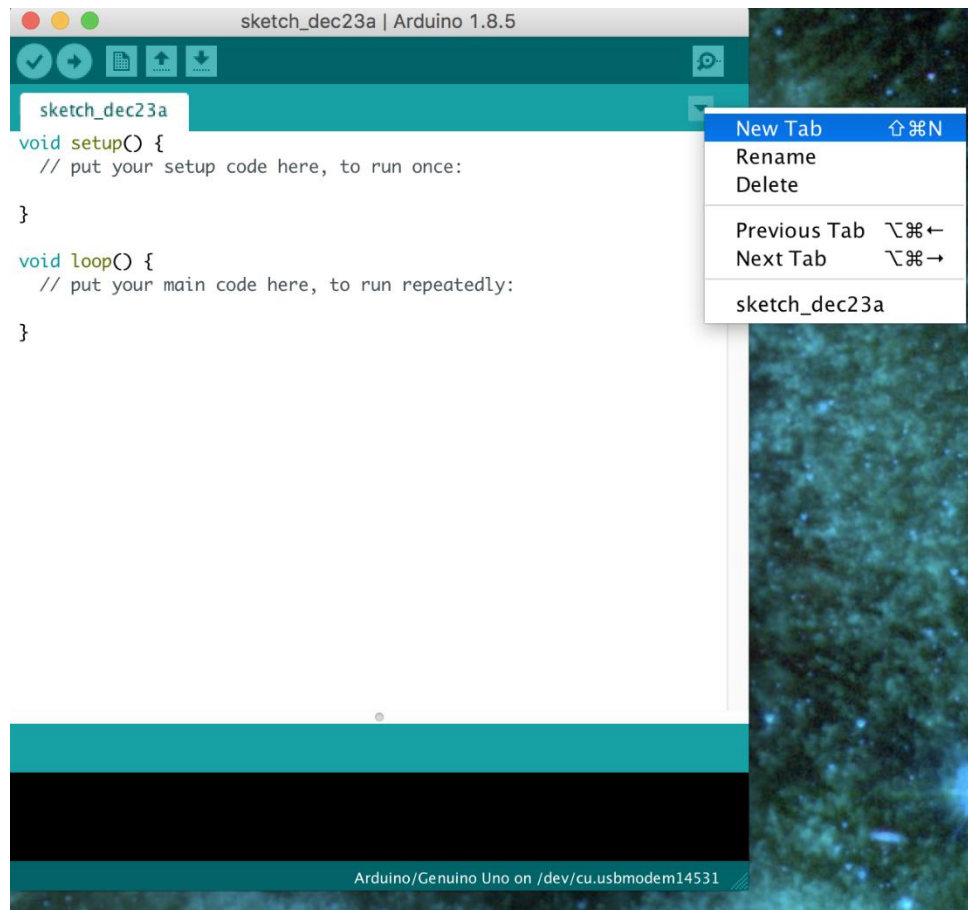 sketch_dec23a | Arduino 1.8.5
sketch_dec23a
void setup() {
  // put your setup code here, to run once:
}
void loop() {
  // put your main code here, to run repeatedly:
}
New Tab ⇧⌘N
Rename
Delete
Previous Tab ⌥⌘←
Next Tab ⌥⌘→
sketch_dec23a
Arduino/Genuino Uno on /dev/cu.usbmodem14531